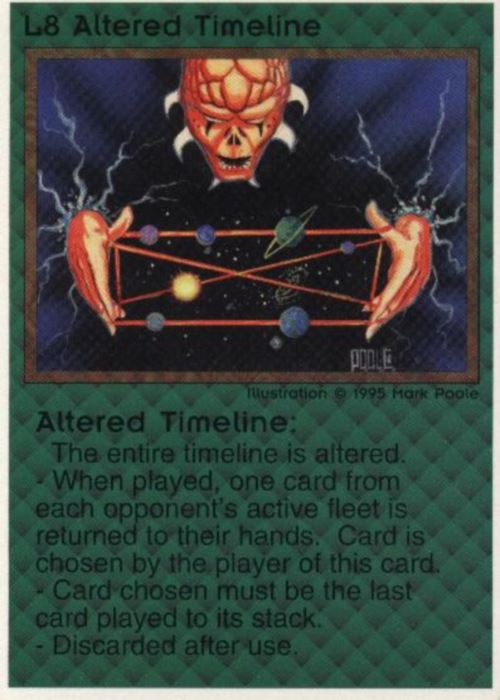 L8 Altered Timeline
POOLE
Illustration © 1995 Mark Poole
Altered Timeline:
The entire timeline is altered.
- When played, one card from
each opponent's active fleet is
returned to their hands. Card is
chosen by the player of this card.
- Card chosen must be the last
card played to its stack.
- Discarded after use.